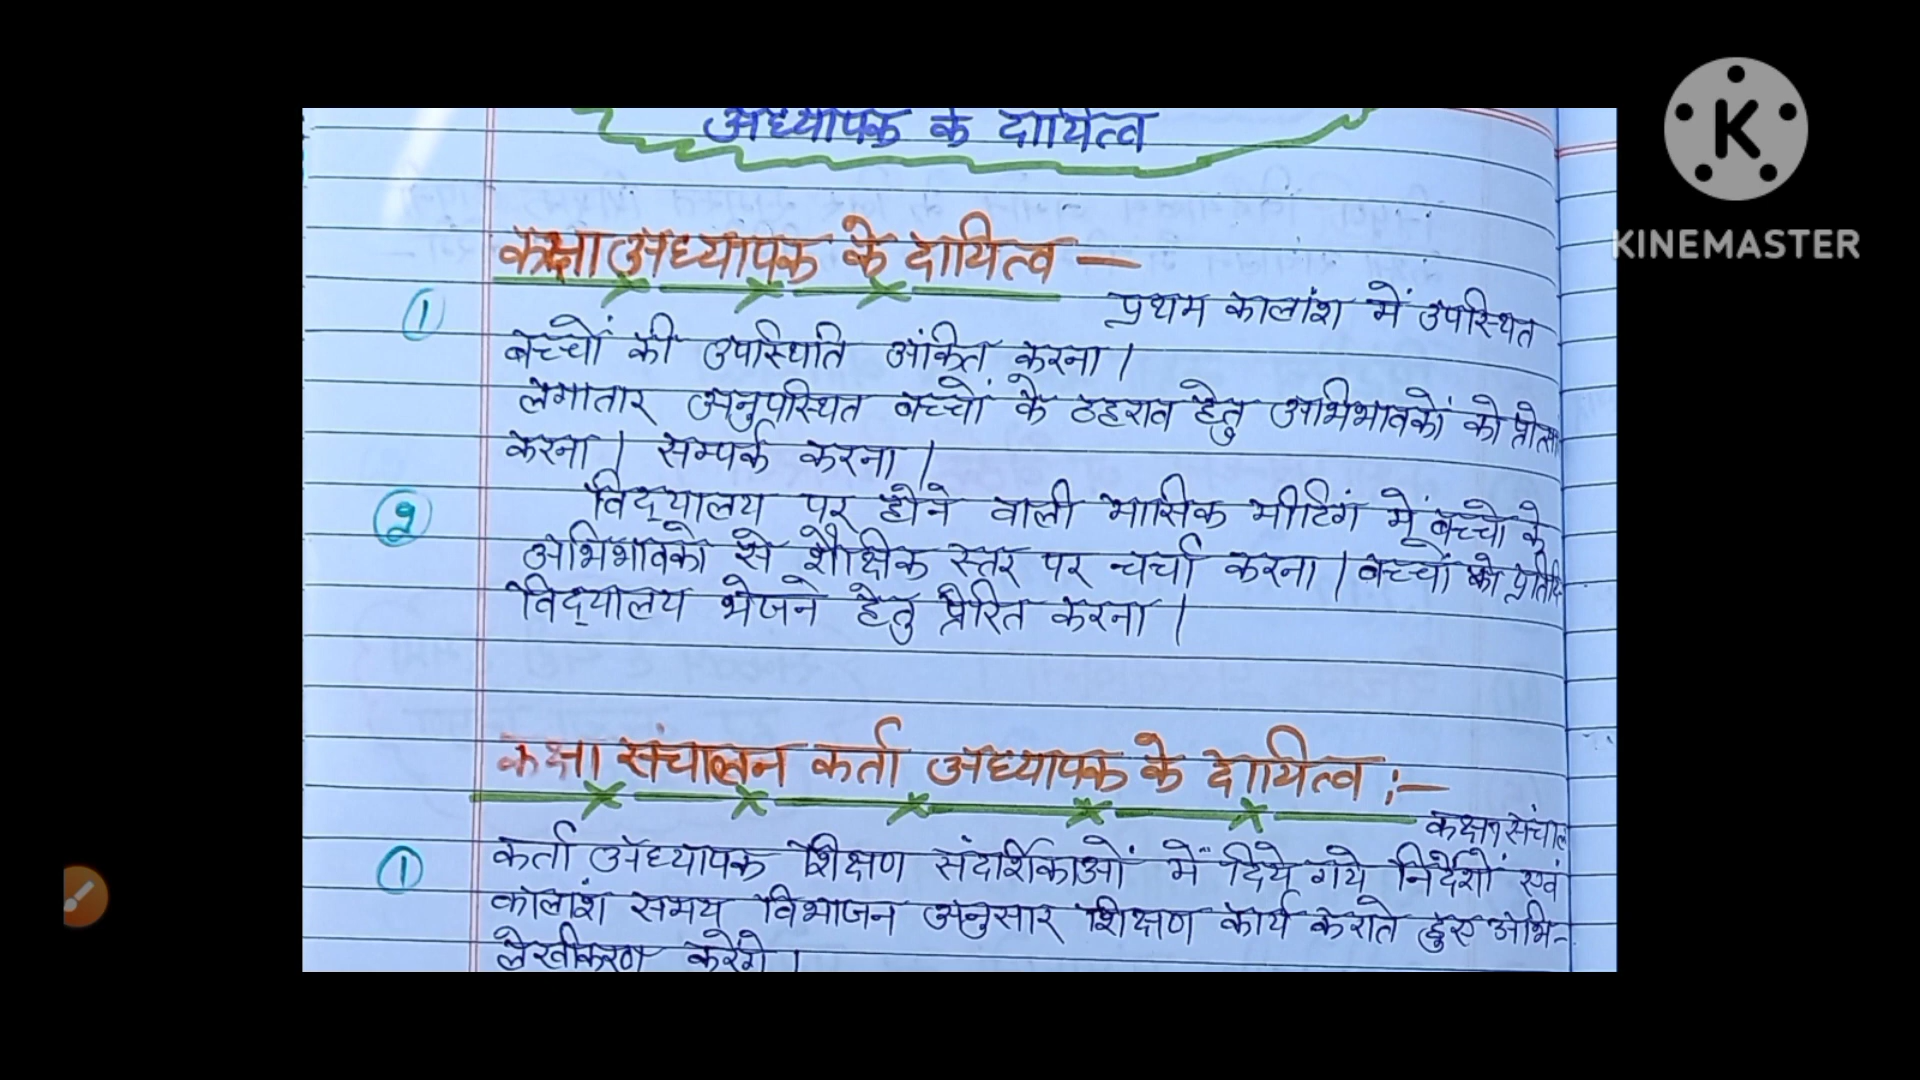 अध्यापक के दायित्व
KINEMASTER
कक्षा अध्यापक के दायित्व —
① प्रथम कालांश में उपस्थित
बच्चों की उपस्थिति अंकित करना।
लगातार अनुपस्थित बच्चों के ठहराव हेतु अभिभावकों को प्रोत्सा
करना। सम्पर्क करना।
② विद्यालय पर होने वाली मासिक मीटिंग में बच्चो के
अभिभावको से शैक्षिक स्तर पर चर्चा करना। बच्चों को प्रतिदि
विद्यालय भेजने हेतु प्रेरित करना।
कक्षा संचालन कर्ता अध्यापक के दायित्व :—
कक्षा संचाल
① कर्ता अध्यापक शिक्षण संदर्शिकाओं में दिये गये निर्देशों एवं
कालांश समय विभाजन अनुसार शिक्षण कार्य कराते हुए अभि-
लेखीकरण करेंगे।